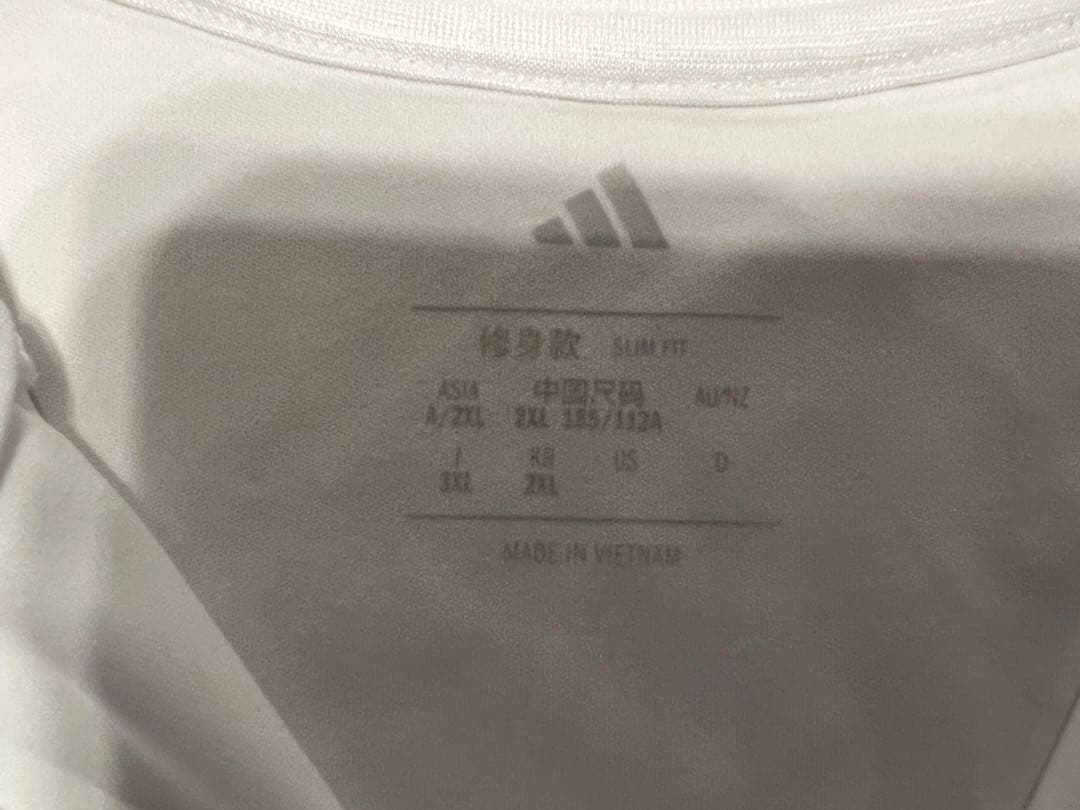 修身款 SLIM FIT
ASIA 中国尺码 AU/NZ
A/2XL 2XL 185/112A
J KR US D
3XL 2XL
MADE IN VIETNAM